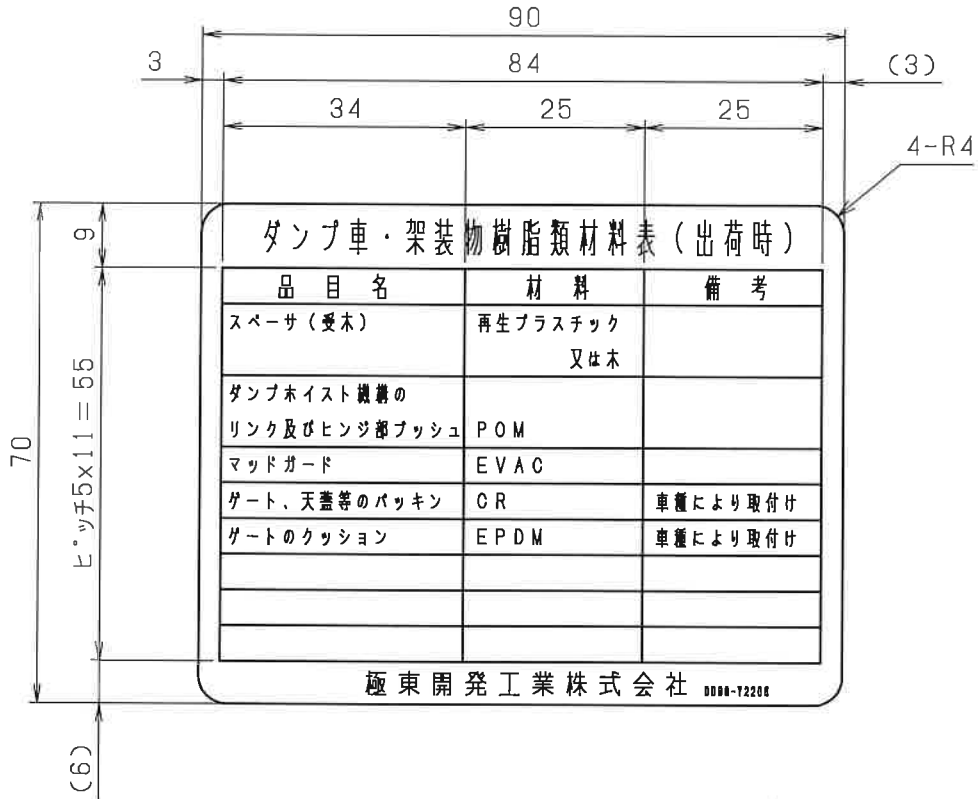 90
3
84
(3)
34
25
25
4-R4
70
9
ピッチ5x11=55
(6)
ダンプ車・架装物樹脂類材料表(出荷時)
品目名 材料 備考
スペーサ(受木) 再生プラスチック
又は木
ダンプホイスト機構の
リンク及びヒンジ部ブッシュ POM
マッドガード EVAC
ゲート、天蓋等のパッキン CR 車種により取付け
ゲートのクッション EPDM 車種により取付け
極東開発工業株式会社